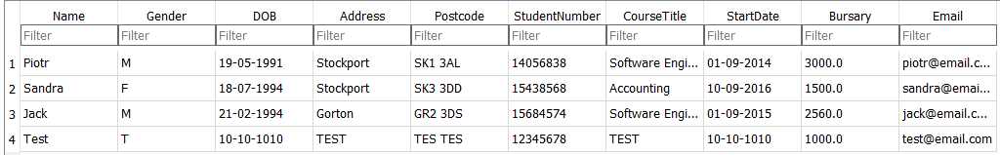 Name Gender DOB Address Postcode StudentNumber CourseTitle StartDate Bursary Email
Filter Filter Filter Filter Filter Filter Filter Filter Filter Filter
1 Piotr M 19-05-1991 Stockport SK1 3AL 14056838 Software Engi... 01-09-2014 3000.0 piotr@email.c...
2 Sandra F 18-07-1994 Stockport SK3 3DD 15438568 Accounting 10-09-2016 1500.0 sandra@emai...
3 Jack M 21-02-1994 Gorton GR2 3DS 15684574 Software Engi... 01-09-2015 2560.0 jack@email.c...
4 Test T 10-10-1010 TEST TES TES 12345678 TEST 10-10-1010 1000.0 test@email.com